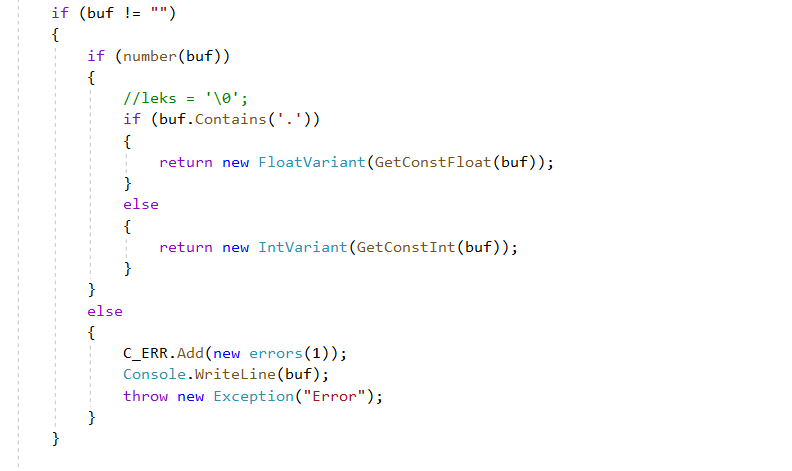 if (buf != "")
{
if (number(buf))
{
//leks = '\0';
if (buf.Contains('.'))
{
return new FloatVariant(GetConstFloat(buf));
}
else
{
return new IntVariant(GetConstInt(buf));
}
}
else
{
C_ERR.Add(new errors(1));
Console.WriteLine(buf);
throw new Exception("Error");
}
}